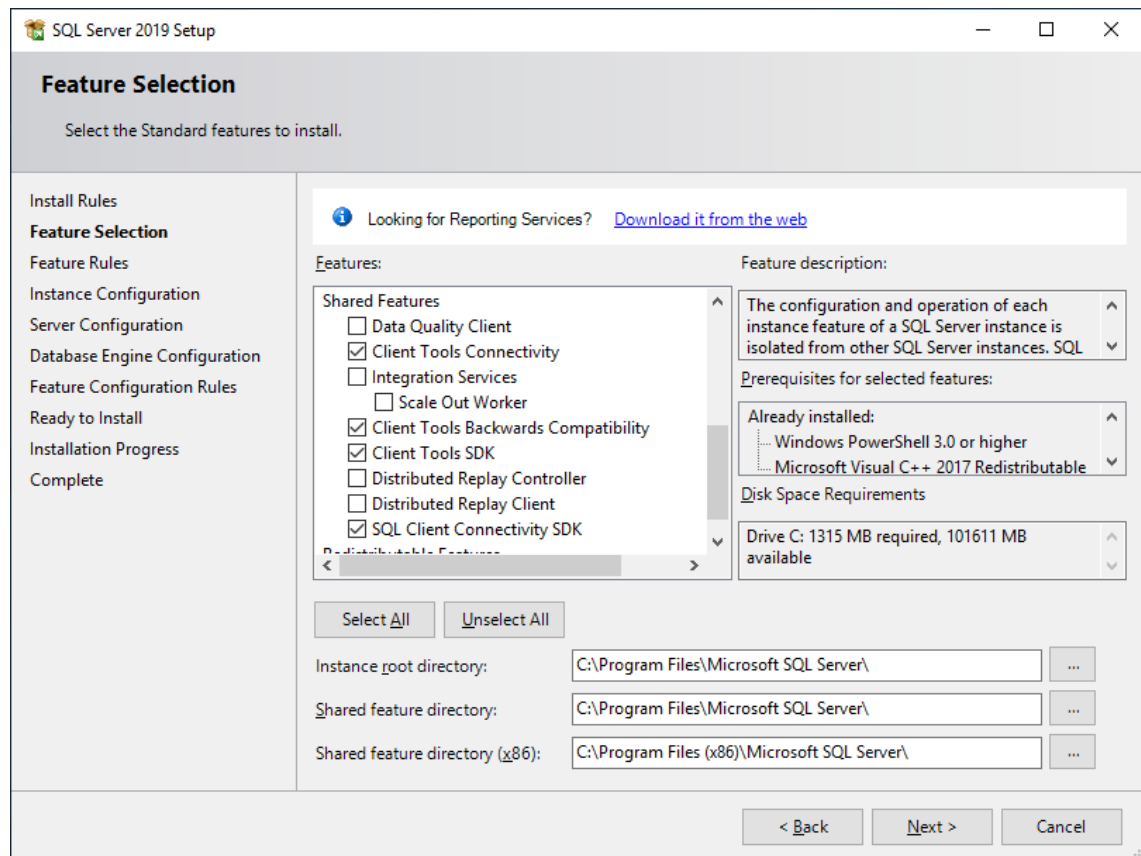 SQL Server 2019 Setup
Feature Selection
Select the Standard features to install.
Install Rules
Feature Selection
Feature Rules
Instance Configuration
Server Configuration
Database Engine Configuration
Feature Configuration Rules
Ready to Install
Installation Progress
Complete
Looking for Reporting Services? Download it from the web
Features:
Shared Features
Data Quality Client
Client Tools Connectivity
Integration Services
Scale Out Worker
Client Tools Backwards Compatibility
Client Tools SDK
Distributed Replay Controller
Distributed Replay Client
SQL Client Connectivity SDK
Redistributable Features
Feature description:
The configuration and operation of each
instance feature of a SQL Server instance is
isolated from other SQL Server instances. SQL
Prerequisites for selected features:
Already installed:
Windows PowerShell 3.0 or higher
Microsoft Visual C++ 2017 Redistributable
Disk Space Requirements
Drive C: 1315 MB required, 101611 MB
available
Select All
Unselect All
Instance root directory:
C:\Program Files\Microsoft SQL Server\
...
Shared feature directory:
C:\Program Files\Microsoft SQL Server\
...
Shared feature directory (x86):
C:\Program Files (x86)\Microsoft SQL Server\
...
< Back
Next >
Cancel